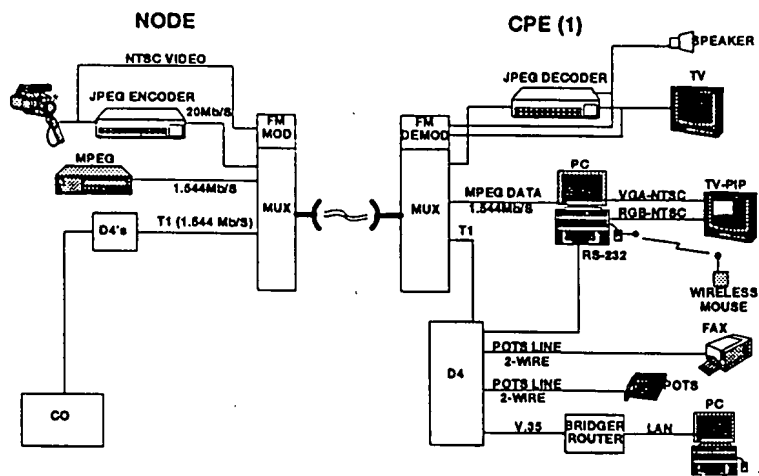 NODE
CPE (1)
NTSC VIDEO
JPEG ENCODER
20Mb/S
FM
MOD
MPEG
1.544Mb/S
MUX
T1 (1.544 Mb/S)
D4's
CO
SPEAKER
JPEG DECODER
TV
FM
DEMOD
MUX
PC
MPEG DATA
1.544Mb/S
VGA-NTSC
RGB-NTSC
TV-PIP
T1
RS-232
WIRELESS
MOUSE
FAX
D4
POTS LINE
2-WIRE
POTS LINE
2-WIRE
POTS
PC
V.35
BRIDGER
ROUTER
LAN